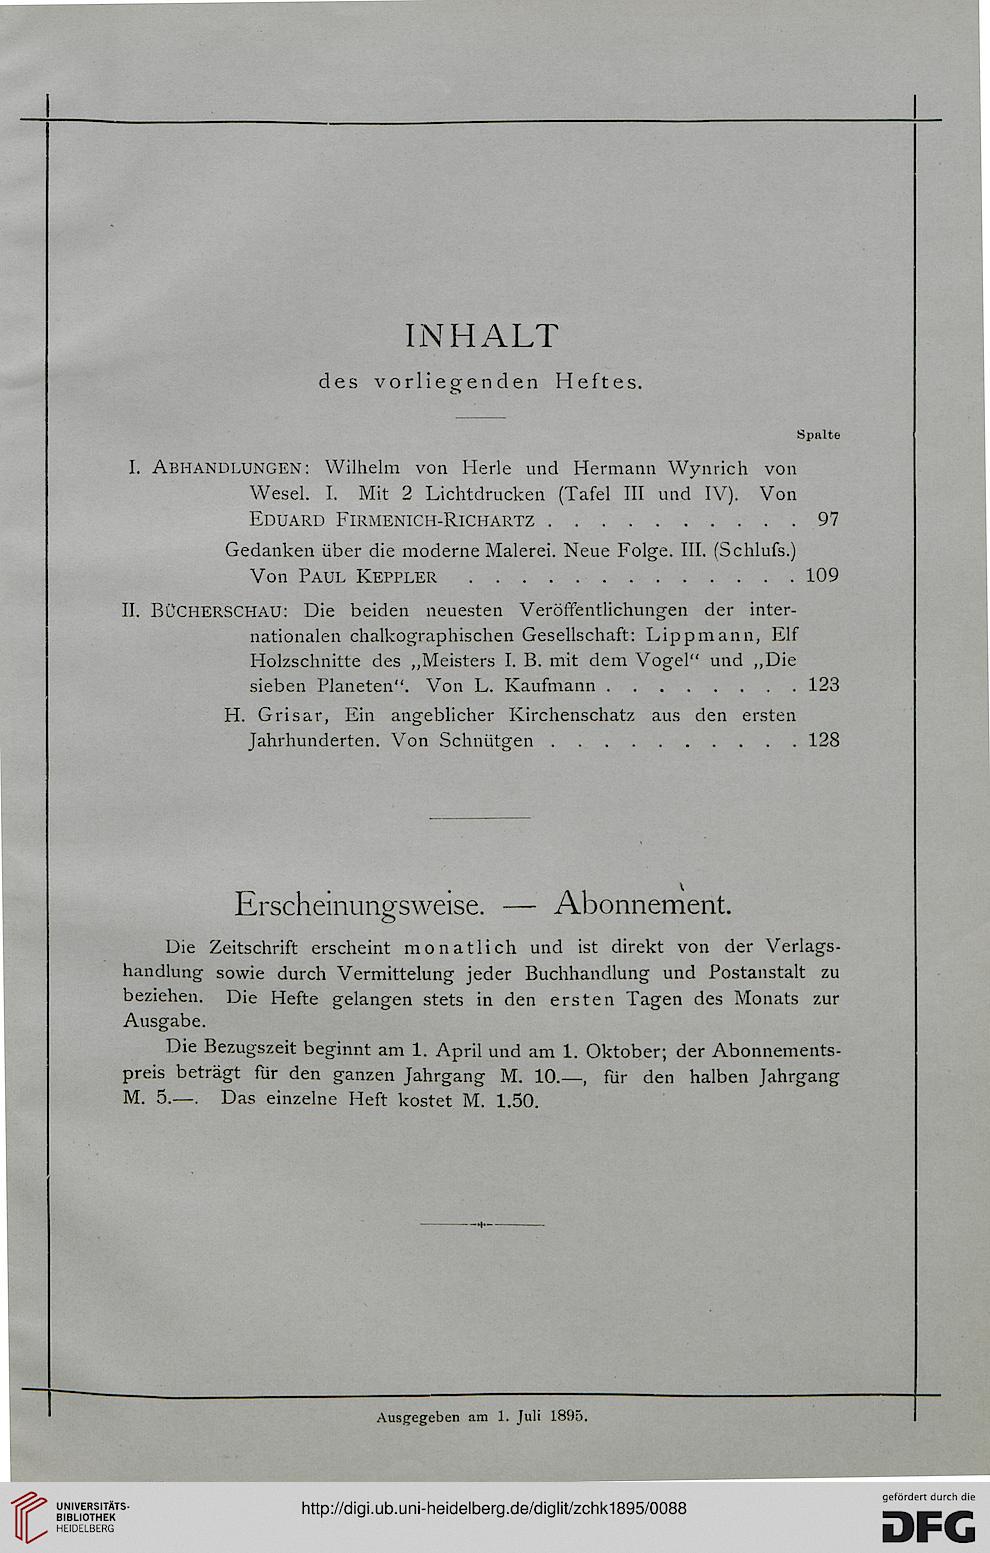 INHALT
des vorliegenden Heftes.
Spalte
I. ABHANDLUNGEN: Wilhelm von Herle und Hermann Wynrich von
Wesel. I. Mit 2 Lichtdrucken (Tafel III und IV). Von
EDUARD FIRMENICH-RICHARTZ . . . . . . . . . . 97
Gedanken über die moderne Malerei. Neue Folge. III. (Schluſs.)
Von PAUL KEPPLER . . . . . . . . . . . . . 109
II. BÜCHERSCHAU: Die beiden neuesten Veröffentlichungen der inter-
nationalen chalkographischen Gesellschaft: Lippmann, Elf
Holzschnitte des „Meisters I. B. mit dem Vogel“ und „Die
sieben Planeten“. Von L. Kaufmann . . . . . . . . 123
H. Grisar, Ein angeblicher Kirchenschatz aus den ersten
Jahrhunderten. Von Schnütgen . . . . . . . . . . 128
Erscheinungsweise. — Abonnement.
Die Zeitschrift erscheint monatlich und ist direkt von der Verlags-
handlung sowie durch Vermittelung jeder Buchhandlung und Postanstalt zu
beziehen. Die Hefte gelangen stets in den ersten Tagen des Monats zur
Ausgabe.
Die Bezugszeit beginnt am 1. April und am 1. Oktober; der Abonnements-
preis beträgt für den ganzen Jahrgang M. 10.—, für den halben Jahrgang
M. 5.—. Das einzelne Heft kostet M. 1.50.
Ausgegeben am 1. Juli 1895.
UNIVERSITÄTS-
BIBLIOTHEK
HEIDELBERG
http://digi.ub.uni-heidelberg.de/diglit/zchk1895/0088
gefördert durch die
DFG